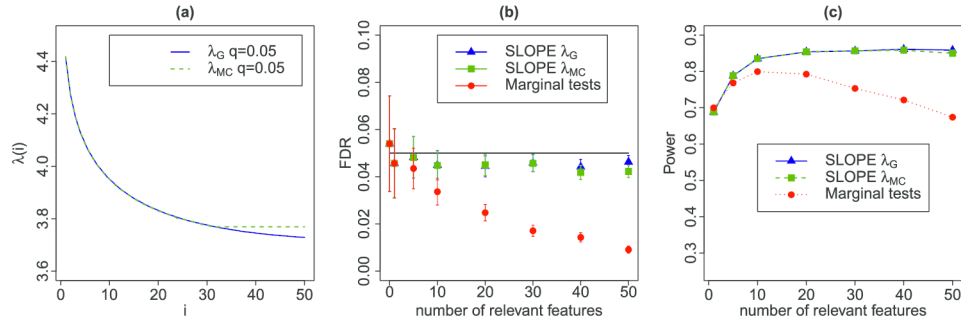 (a)
λ(i)
4.4
4.2
4.0
3.8
3.6
λG q=0.05
λMC q=0.05
0
10
20
30
40
50
i
(b)
FDR
0.10
0.08
0.06
0.04
0.02
0.00
SLOPE λG
SLOPE λMC
Marginal tests
0
10
20
30
40
50
number of relevant features
(c)
Power
0.9
0.8
0.7
0.6
0.5
0.4
0.3
SLOPE λG
SLOPE λMC
Marginal tests
0
10
20
30
40
50
number of relevant features